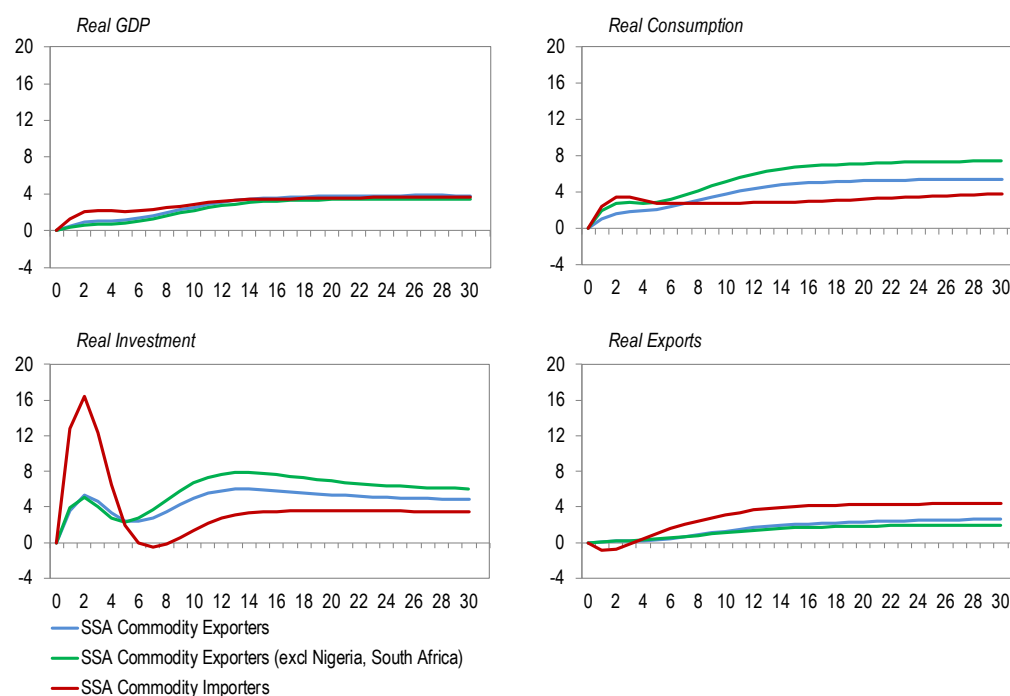 Real GDP
20
16
12
8
4
0
-4
0 2 4 6 8 10 12 14 16 18 20 22 24 26 28 30
Real Consumption
20
16
12
8
4
0
-4
0 2 4 6 8 10 12 14 16 18 20 22 24 26 28 30
Real Investment
20
16
12
8
4
0
-4
0 2 4 6 8 10 12 14 16 18 20 22 24 26 28 30
Real Exports
20
16
12
8
4
0
-4
0 2 4 6 8 10 12 14 16 18 20 22 24 26 28 30
SSA Commodity Exporters
SSA Commodity Exporters (excl Nigeria, South Africa)
SSA Commodity Importers